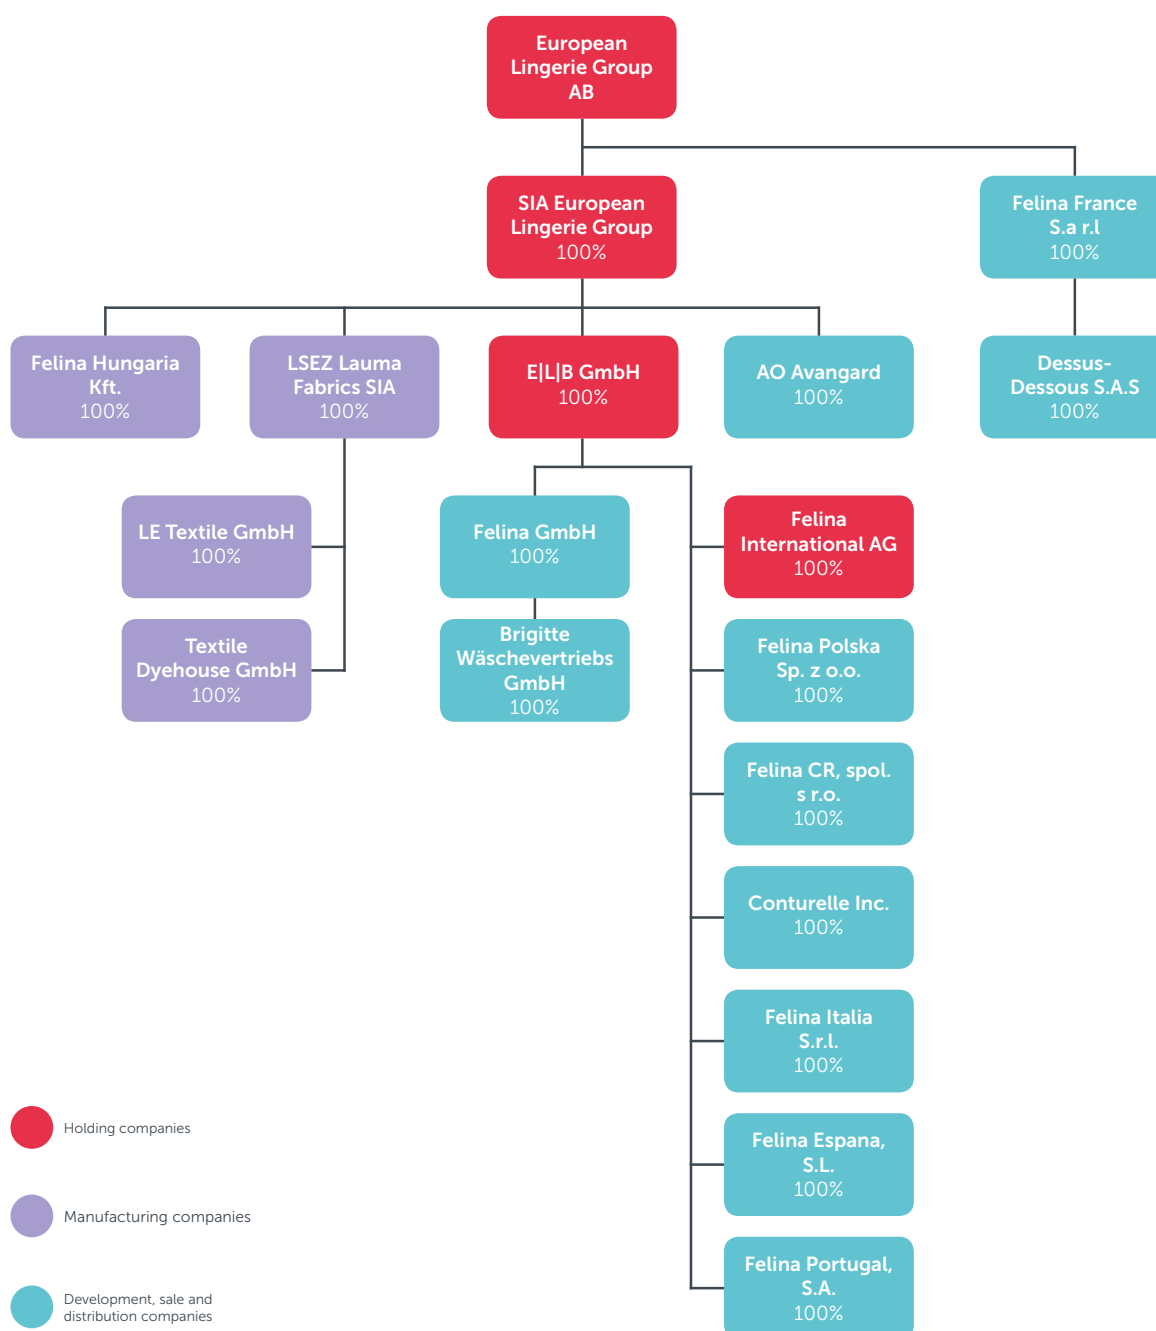 European
Lingerie Group
AB
SIA European
Lingerie Group
100%
Felina France
S.a r.l
100%
Felina Hungaria
Kft.
100%
LSEZ Lauma
Fabrics SIA
100%
E|L|B GmbH
100%
AO Avangard
100%
Dessus-
Dessous S.A.S
100%
LE Textile GmbH
100%
Felina GmbH
100%
Felina
International AG
100%
Textile
Dyehouse GmbH
100%
Brigitte
Wäschevertriebs
GmbH
100%
Felina Polska
Sp. z o.o.
100%
Felina CR, spol.
s r.o.
100%
Conturelle Inc.
100%
Felina Italia
S.r.l.
100%
Felina Espana,
S.L.
100%
Felina Portugal,
S.A.
100%
Holding companies
Manufacturing companies
Development, sale and
distribution companies